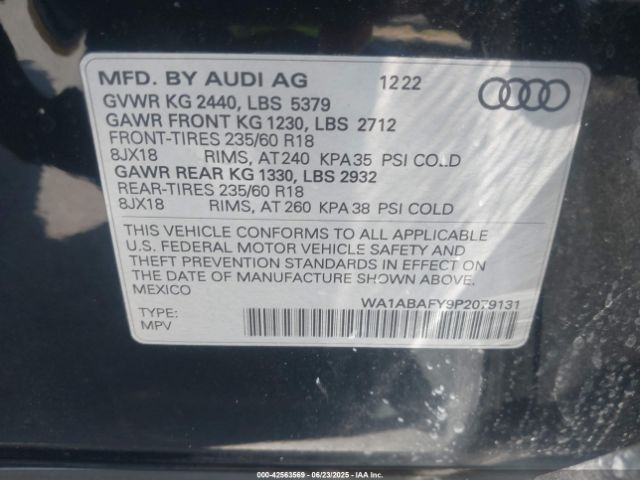 MFD. BY AUDI AG 1222
GVWR KG 2440, LBS 5379
GAWR FRONT KG 1230, LBS 2712
FRONT-TIRES 235/60 R18
8JX18 RIMS, AT 240 KPA 35 PSI COLD
GAWR REAR KG 1330, LBS 2932
REAR-TIRES 235/60 R18
8JX18 RIMS, AT 260 KPA 38 PSI COLD
THIS VEHICLE CONFORMS TO ALL APPLICABLE
U.S. FEDERAL MOTOR VEHICLE SAFETY AND
THEFT PREVENTION STANDARDS IN EFFECT ON
THE DATE OF MANUFACTURE SHOWN ABOVE.
MEXICO
WA1ABAFY9P2079131
TYPE:
MPV
000-42563569 - 06/23/2025 - IAA Inc.